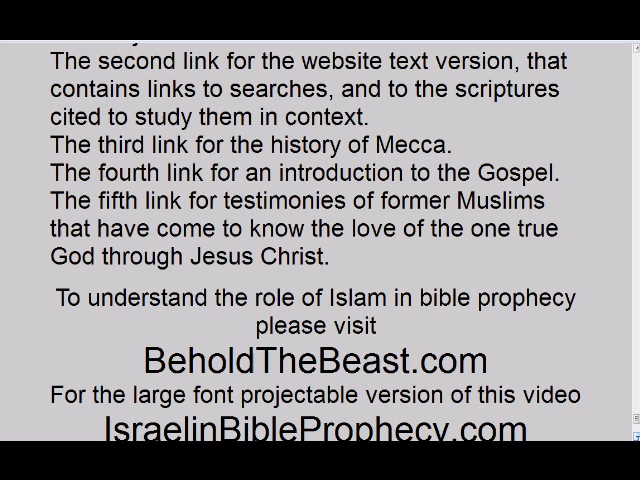 The second link for the website text version, that
contains links to searches, and to the scriptures
cited to study them in context.
The third link for the history of Mecca.
The fourth link for an introduction to the Gospel.
The fifth link for testimonies of former Muslims
that have come to know the love of the one true
God through Jesus Christ.
To understand the role of Islam in bible prophecy
please visit
BeholdTheBeast.com
For the large font projectable version of this video
IsraelinBibleProphecy.com